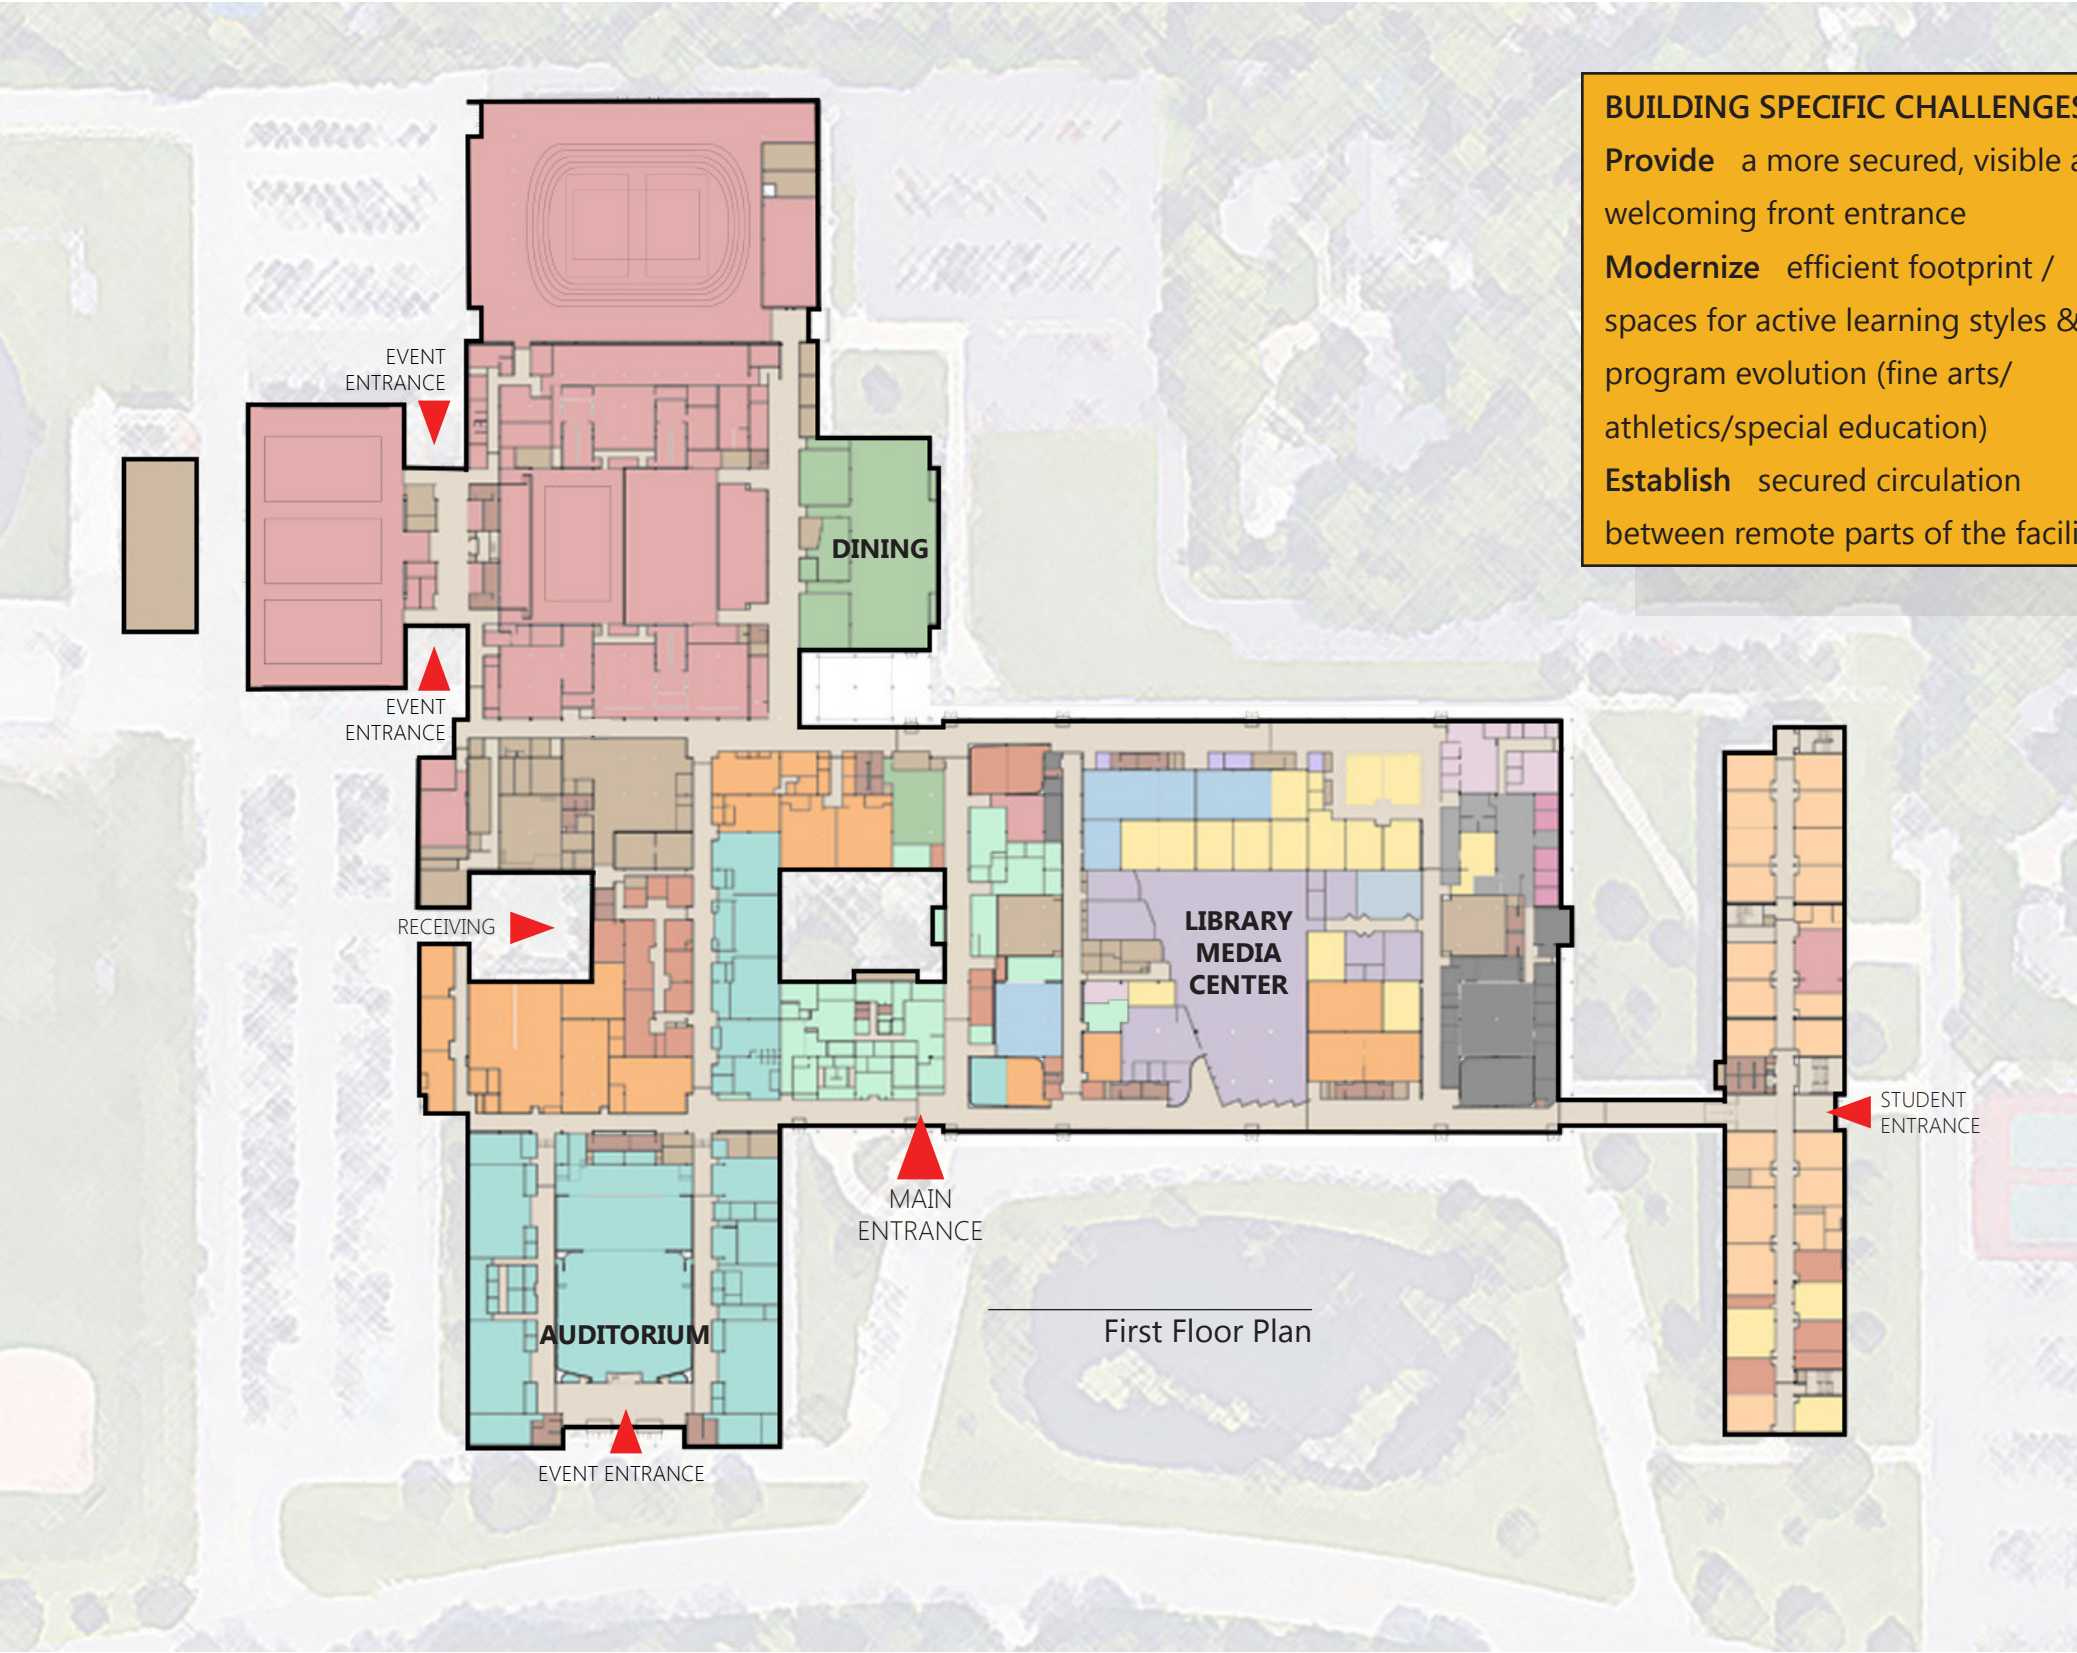 BUILDING SPECIFIC CHALLENGES
Provide a more secured, visible a
welcoming front entrance
Modernize efficient footprint /
spaces for active learning styles &
program evolution (fine arts/
athletics/special education)
Establish secured circulation
between remote parts of the facili
EVENT
ENTRANCE
DINING
EVENT
ENTRANCE
RECEIVING
LIBRARY
MEDIA
CENTER
STUDENT
ENTRANCE
MAIN
ENTRANCE
AUDITORIUM
First Floor Plan
EVENT ENTRANCE